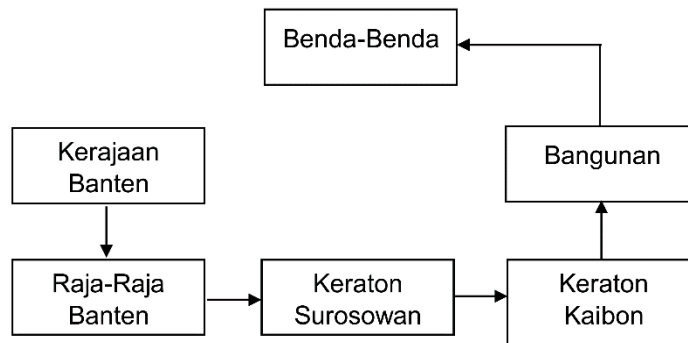 Benda-Benda
Kerajaan
Banten
Bangunan
Raja-Raja
Banten
Keraton
Surosowan
Keraton
Kaibon